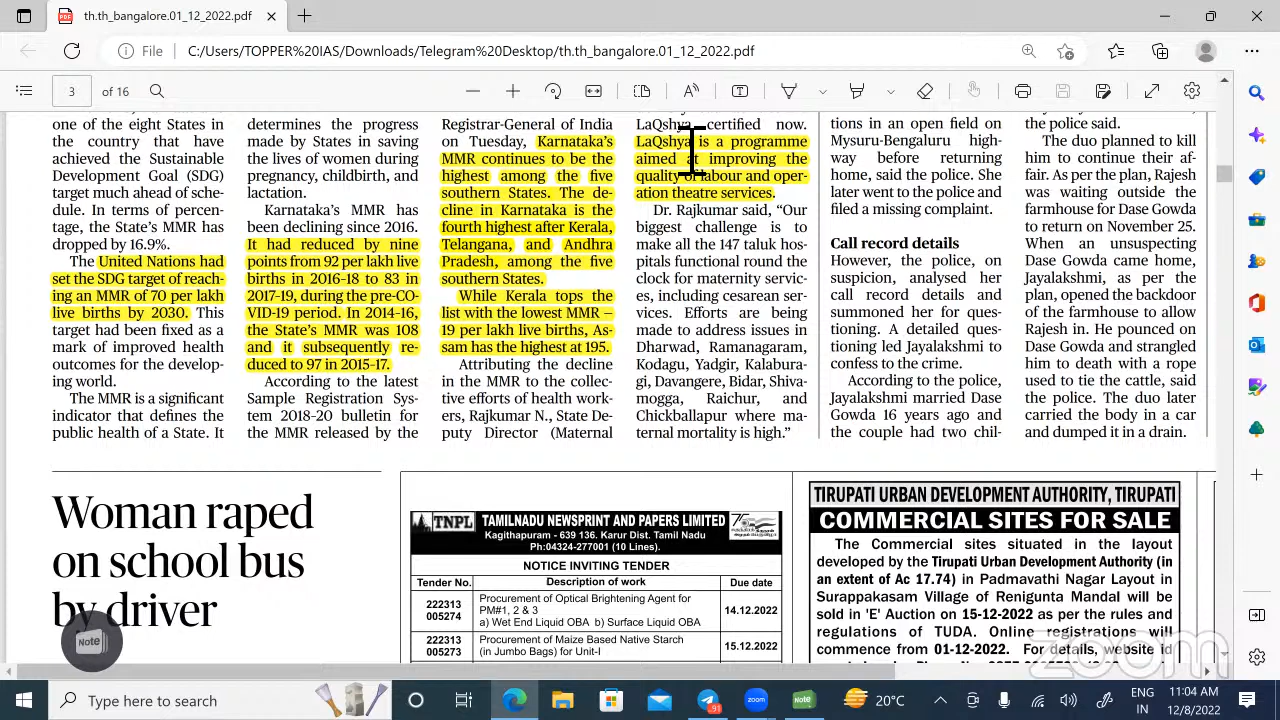 th.th_bangalore.01_12_2022.pdf
File
C:/Users/TOPPER%20IAS/Downloads/Telegram%20Desktop/th.th_bangalore.01_12_2022.pdf
3
of 16
one of the eight States in
the country that have
achieved the Sustainable
Development Goal (SDG)
target much ahead of sche-
dule. In terms of percen-
tage, the State’s MMR has
dropped by 16.9%.
The United Nations had
set the SDG target of reach-
ing an MMR of 70 per lakh
live births by 2030. This
target had been fixed as a
mark of improved health
outcomes for the develop-
ing world.
The MMR is a significant
indicator that defines the
public health of a State. It
determines the progress
made by States in saving
the lives of women during
pregnancy, childbirth, and
lactation.
Karnataka’s MMR has
been declining since 2016.
It had reduced by nine
points from 92 per lakh live
births in 2016-18 to 83 in
2017-19, during the pre-CO-
VID-19 period. In 2014-16,
the State’s MMR was 108
and it subsequently re-
duced to 97 in 2015-17.
According to the latest
Sample Registration Sys-
tem 2018-20 bulletin for
the MMR released by the
Registrar-General of India
on Tuesday, Karnataka’s
MMR continues to be the
highest among the five
southern States. The de-
cline in Karnataka is the
fourth highest after Kerala,
Telangana, and Andhra
Pradesh, among the five
southern States.
While Kerala tops the
list with the lowest MMR –
19 per lakh live births, As-
sam has the highest at 195.
Attributing the decline
in the MMR to the collec-
tive efforts of health work-
ers, Rajkumar N., State De-
puty Director (Maternal
LaQshya certified now.
LaQshya is a programme
aimed at improving the
quality of labour and oper-
ation theatre services.
Dr. Rajkumar said, “Our
biggest challenge is to
make all the 147 taluk hos-
pitals functional round the
clock for maternity servic-
es, including cesarean ser-
vices. Efforts are being
made to address issues in
Dharwad, Ramanagaram,
Kodagu, Yadgir, Kalabura-
gi, Davangere, Bidar, Shiva-
mogga, Raichur, and
Chickballapur where ma-
ternal mortality is high.”
tions in an open field on
Mysuru-Bengaluru high-
way before returning
home, said the police. She
later went to the police and
filed a missing complaint.
Call record details
However, the police, on
suspicion, analysed her
call record details and
summoned her for ques-
tioning. A detailed ques-
tioning led Jayalakshmi to
confess to the crime.
According to the police,
Jayalakshmi married Dase
Gowda 16 years ago and
the couple had two chil-
the police said.
The duo planned to kill
him to continue their af-
fair. As per the plan, Rajesh
was waiting outside the
farmhouse for Dase Gowda
to return on November 25.
When an unsuspecting
Dase Gowda came home,
Jayalakshmi, as per the
plan, opened the backdoor
of the farmhouse to allow
Rajesh in. He pounced on
Dase Gowda and strangled
him to death with a rope
used to tie the cattle, said
the police. The duo later
carried the body in a car
and dumped it in a drain.
Woman raped
on school bus
by driver
Note
TNPL
TAMILNADU NEWSPRINT AND PAPERS LIMITED
Kagithapuram - 639 136. Karur Dist. Tamil Nadu
Ph:04324-277001 (10 Lines).
NOTICE INVITING TENDER
Tender No. Description of work Due date
222313
005274
Procurement of Optical Brightening Agent for
PM#1, 2 & 3
a) Wet End Liquid OBA b) Surface Liquid OBA
14.12.2022
222313
005273
Procurement of Maize Based Native Starch
(in Jumbo Bags) for Unit-I
15.12.2022
TIRUPATI URBAN DEVELOPMENT AUTHORITY, TIRUPATI
COMMERCIAL SITES FOR SALE
The Commercial sites situated in the layout
developed by the Tirupati Urban Development Authority (in
an extent of Ac 17.74) in Padmavathi Nagar Layout in
Surappakasam Village of Renigunta Mandal will be
sold in 'E' Auction on 15-12-2022 as per the rules and
regulations of TUDA. Online registrations will
commence from 01-12-2022. For details, website id
zoom
Type here to search
91
zoom
Note
20°C
ENG
IN
11:04 AM
12/8/2022